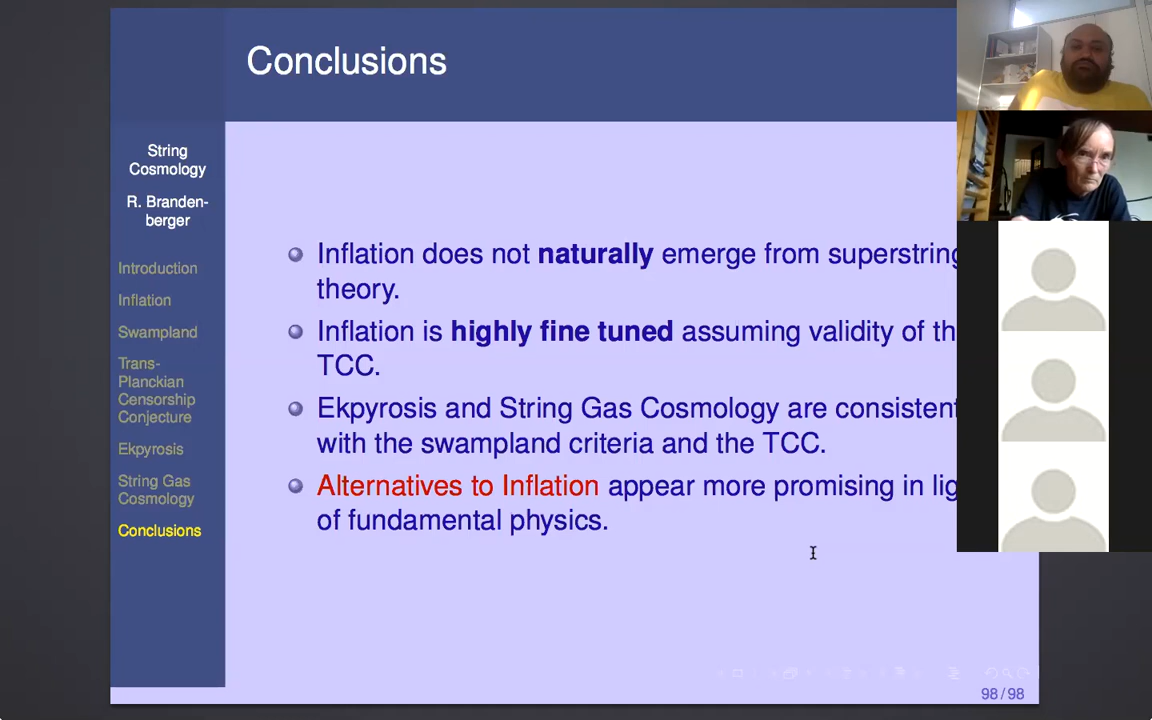 Conclusions
String
Cosmology
R. Branden-
berger
Introduction
Inflation
Swampland
Trans-
Planckian
Censorship
Conjecture
Ekpyrosis
String Gas
Cosmology
Conclusions
Inflation does not naturally emerge from superstring
theory.
Inflation is highly fine tuned assuming validity of th
TCC.
Ekpyrosis and String Gas Cosmology are consistent
with the swampland criteria and the TCC.
Alternatives to Inflation appear more promising in lig
of fundamental physics.
98/98